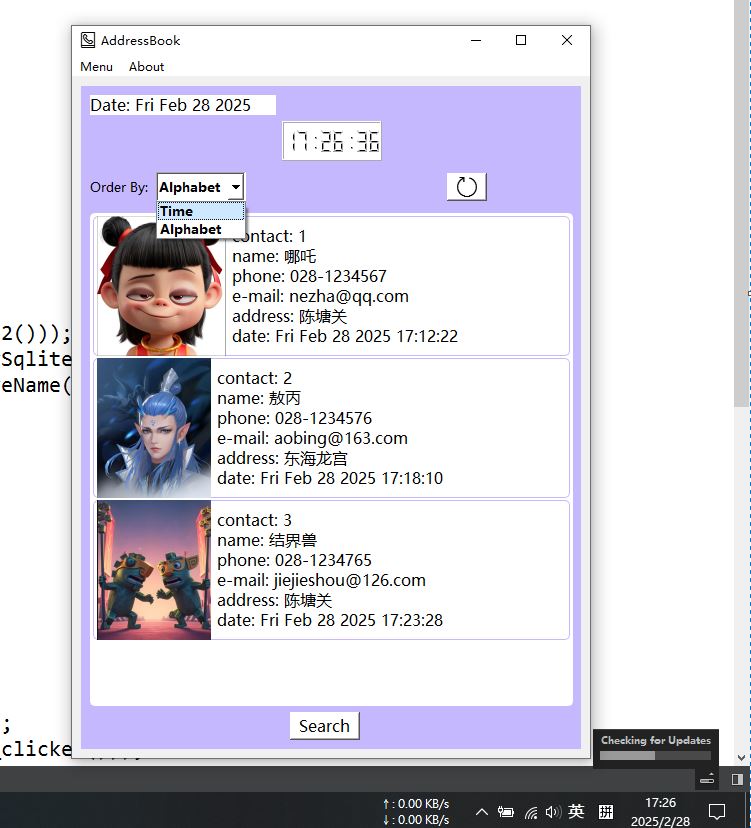 AddressBook
Menu About
Date: Fri Feb 28 2025
17:26:36
Order By: Alphabet
Time
Alphabet
contact: 1
name: 哪吒
phone: 028-1234567
e-mail: nezha@qq.com
address: 陈塘关
date: Fri Feb 28 2025 17:12:22
2()));
Sqlite
eName(
contact: 2
name: 敖丙
phone: 028-1234576
e-mail: aobing@163.com
address: 东海龙宫
date: Fri Feb 28 2025 17:18:10
contact: 3
name: 结界兽
phone: 028-1234765
e-mail: jiejieshou@126.com
address: 陈塘关
date: Fri Feb 28 2025 17:23:28
;
_clicke
Search
Checking for Updates
↑: 0.00 KB/s
↓: 0.00 KB/s
英 拼
17:26
2025/2/28